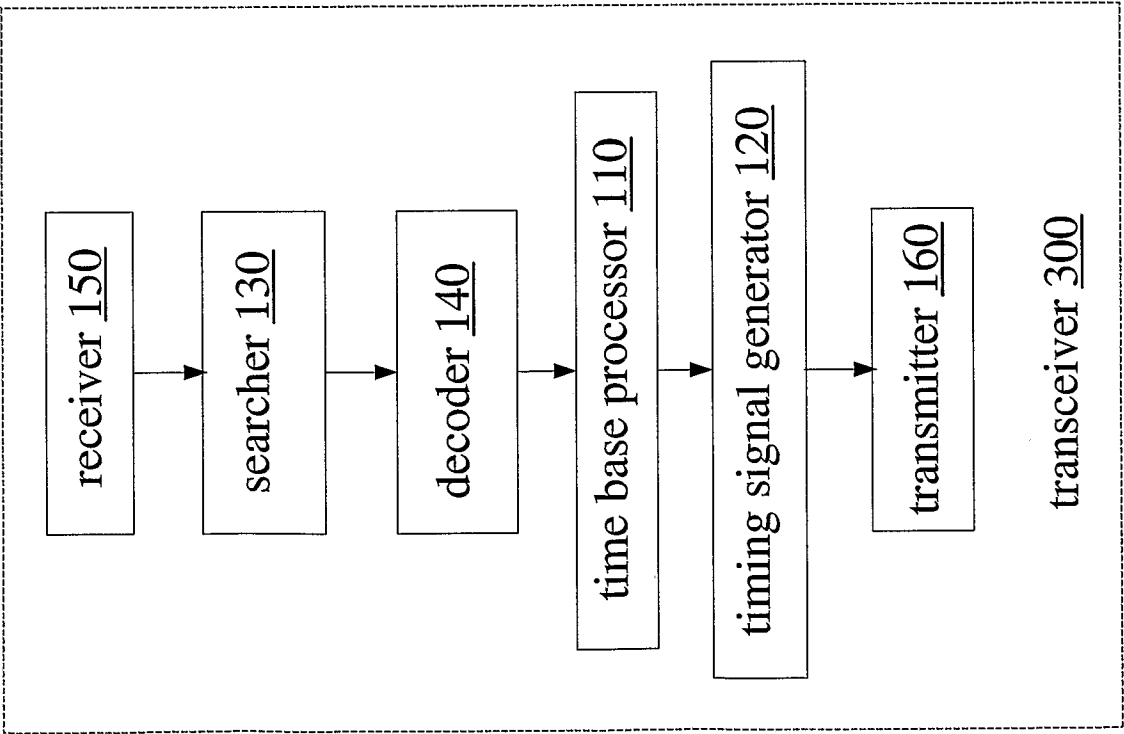 receiver 150
searcher 130
decoder 140
time base processor 110
timing signal generator 120
transmitter 160
transceiver 300